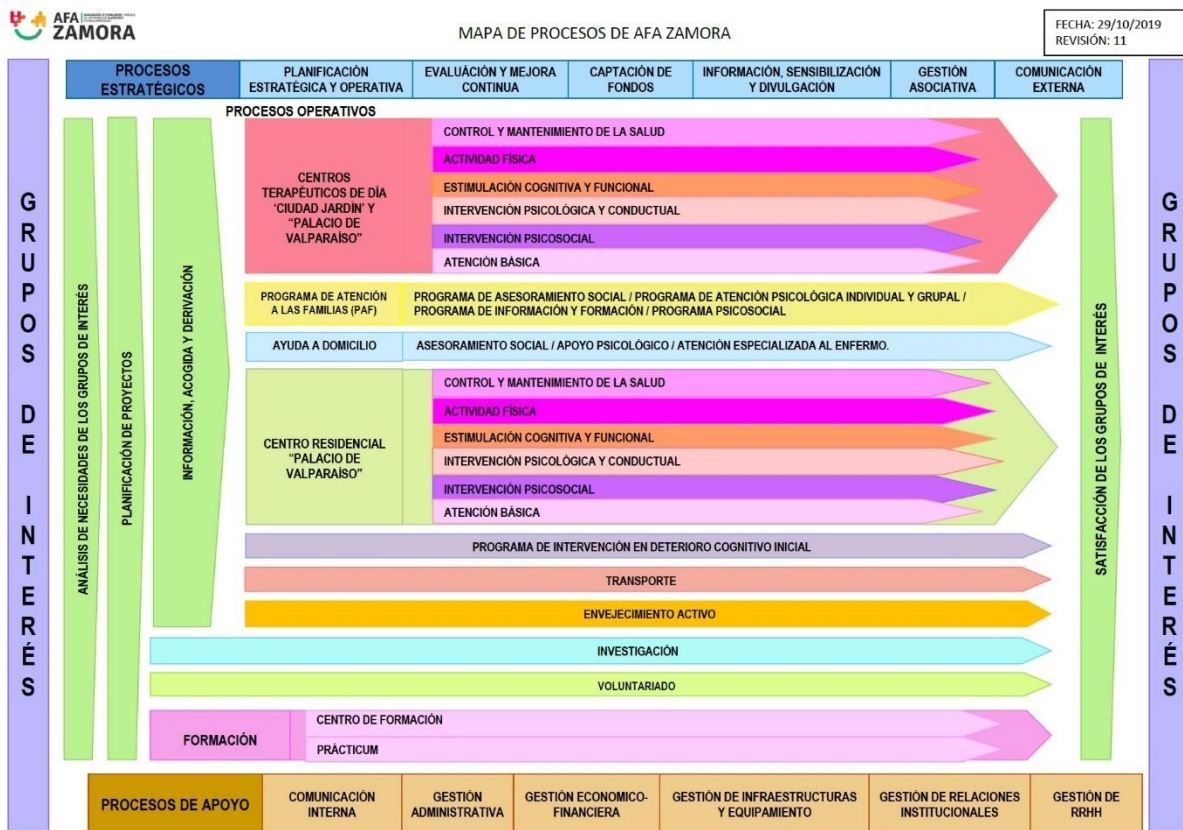 AFA
ZAMORA
MAPA DE PROCESOS DE AFA ZAMORA
FECHA: 29/10/2019
REVISIÓN: 11
GRUPOS DE INTERÉS
PROCESOS
ESTRATÉGICOS
PLANIFICACIÓN
ESTRATÉGICA Y OPERATIVA
EVALUÁCIÓN Y MEJORA
CONTINUA
CAPTACIÓN DE
FONDOS
INFORMACIÓN, SENSIBILIZACIÓN
Y DIVULGACIÓN
GESTIÓN
ASOCIATIVA
COMUNICACIÓN
EXTERNA
PROCESOS OPERATIVOS
ANÁLISIS DE NECESIDADES DE LOS GRUPOS DE INTERÉS
PLANIFICACIÓN DE PROYECTOS
INFORMACIÓN, ACOGIDA Y DERIVACIÓN
CENTROS
TERAPÉUTICOS DE DÍA
'CIUDAD JARDÍN' Y
“PALACIO DE
VALPARAÍSO”
CONTROL Y MANTENIMIENTO DE LA SALUD
ACTIVIDAD FÍSICA
ESTIMULACIÓN COGNITIVA Y FUNCIONAL
INTERVENCIÓN PSICOLÓGICA Y CONDUCTUAL
INTERVENCIÓN PSICOSOCIAL
ATENCIÓN BÁSICA
PROGRAMA DE ATENCIÓN
A LAS FAMILIAS (PAF)
PROGRAMA DE ASESORAMIENTO SOCIAL / PROGRAMA DE ATENCIÓN PSICOLÓGICA INDIVIDUAL Y GRUPAL /
PROGRAMA DE INFORMACIÓN Y FORMACIÓN / PROGRAMA PSICOSOCIAL
AYUDA A DOMICILIO
ASESORAMIENTO SOCIAL / APOYO PSICOLÓGICO / ATENCIÓN ESPECIALIZADA AL ENFERMO.
CENTRO RESIDENCIAL
“PALACIO DE
VALPARAÍSO”
CONTROL Y MANTENIMIENTO DE LA SALUD
ACTIVIDAD FÍSICA
ESTIMULACIÓN COGNITIVA Y FUNCIONAL
INTERVENCIÓN PSICOLÓGICA Y CONDUCTUAL
INTERVENCIÓN PSICOSOCIAL
ATENCIÓN BÁSICA
PROGRAMA DE INTERVENCIÓN EN DETERIORO COGNITIVO INICIAL
TRANSPORTE
ENVEJECIMIENTO ACTIVO
INVESTIGACIÓN
VOLUNTARIADO
FORMACIÓN
CENTRO DE FORMACIÓN
PRÁCTICUM
SATISFACCIÓN DE LOS GRUPOS DE INTERÉS
GRUPOS DE INTERÉS
PROCESOS DE APOYO
COMUNICACIÓN
INTERNA
GESTIÓN
ADMINISTRATIVA
GESTIÓN ECONOMICO-
FINANCIERA
GESTIÓN DE INFRAESTRUCTURAS
Y EQUIPAMIENTO
GESTIÓN DE RELACIONES
INSTITUCIONALES
GESTIÓN DE
RRHH